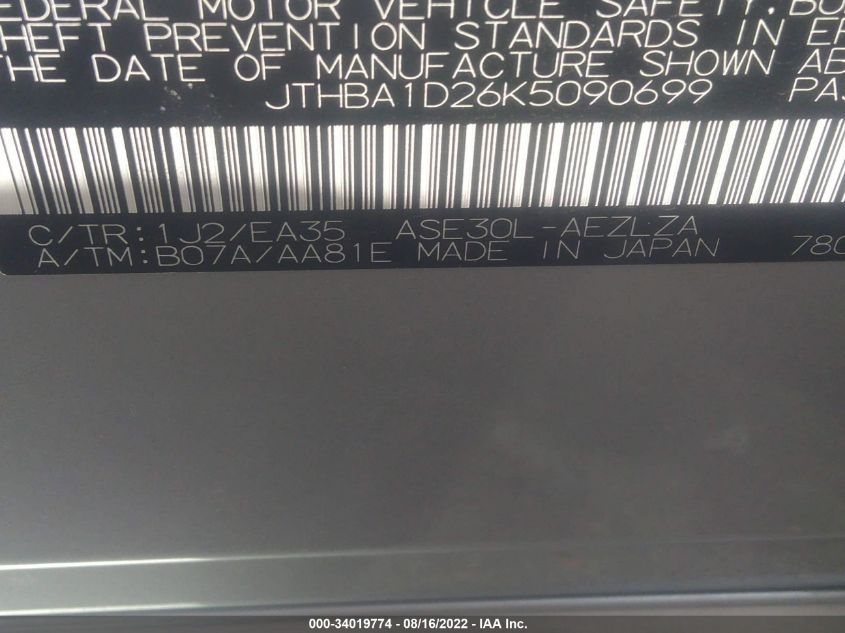 FEDERAL MOTOR VEHICLE SAFETY, BU
THEFT PREVENTION STANDARDS IN EF
THE DATE OF MANUFACTURE SHOWN AB
JTHBA1D26K5090699 PAS
C/TR:1J2/EA35 ASE30L-AEZLZA
A/TM:B07A/AA81E MADE IN JAPAN 780
000-34019774 - 08/16/2022 - IAA Inc.